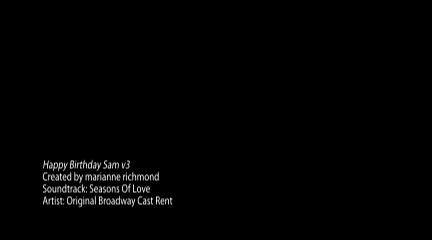 Happy Birthday Sam v3
Created by marianne richmond
Soundtrack: Seasons Of Love
Artist: Original Broadway Cast Rent